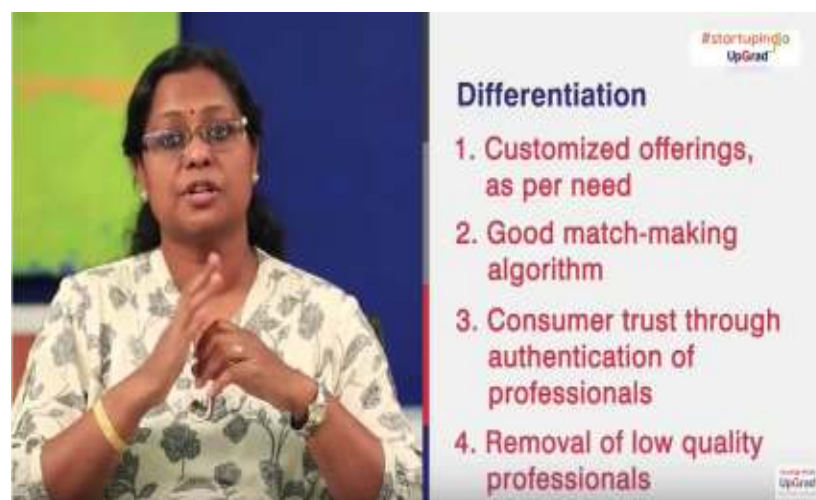 #startupindia
UpGrad
Differentiation
1. Customized offerings,
as per need
2. Good match-making
algorithm
3. Consumer trust through
authentication of
professionals
4. Removal of low quality
professionals
UpGrad